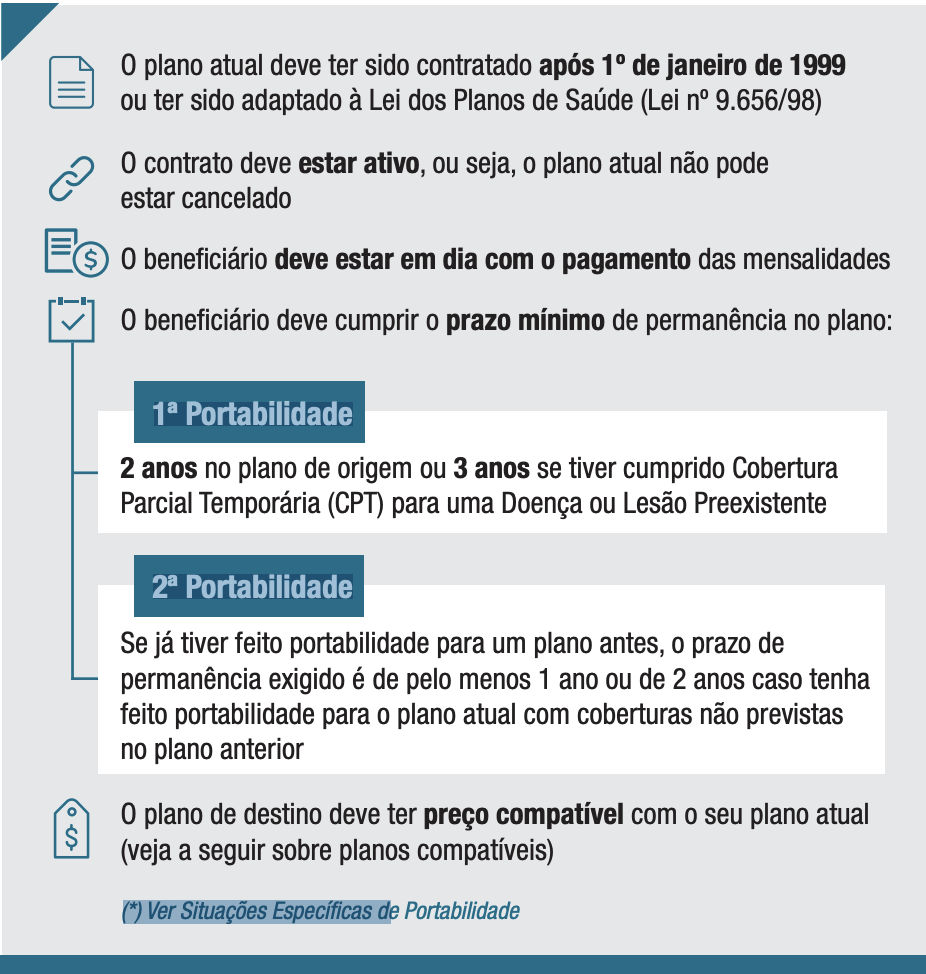 O plano atual deve ter sido contratado após 1º de janeiro de 1999
ou ter sido adaptado à Lei dos Planos de Saúde (Lei nº 9.656/98)
O contrato deve estar ativo, ou seja, o plano atual não pode
estar cancelado
$
O beneficiário deve estar em dia com o pagamento das mensalidades
O beneficiário deve cumprir o prazo mínimo de permanência no plano:
1ª Portabilidade
2 anos no plano de origem ou 3 anos se tiver cumprido Cobertura
Parcial Temporária (CPT) para uma Doença ou Lesão Preexistente
2ª Portabilidade
Se já tiver feito portabilidade para um plano antes, o prazo de
permanência exigido é de pelo menos 1 ano ou de 2 anos caso tenha
feito portabilidade para o plano atual com coberturas não previstas
no plano anterior
$
O plano de destino deve ter preço compatível com o seu plano atual
(veja a seguir sobre planos compatíveis)
(*) Ver Situações Específicas de Portabilidade